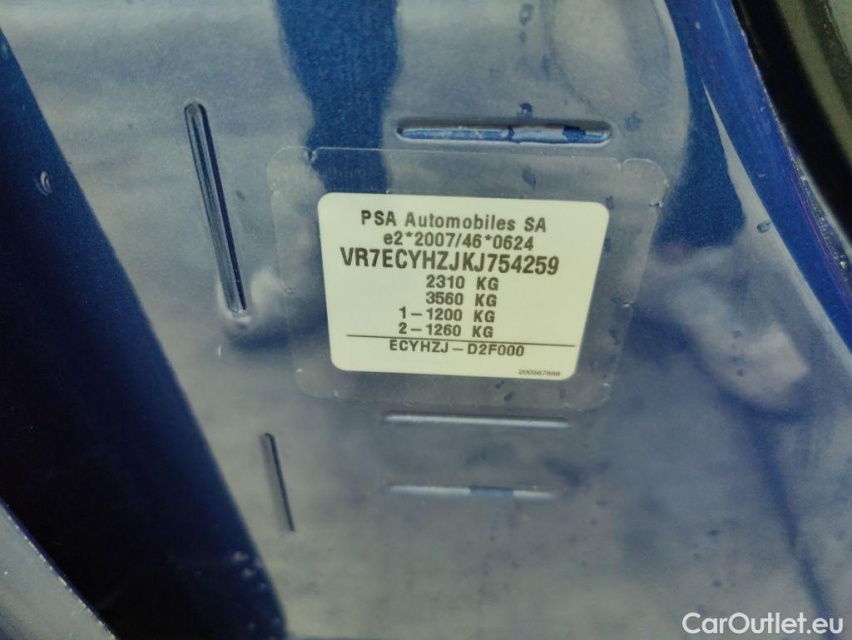 PSA Automobiles SA
e2*2007/46*0624
VR7ECYHZJKJ754259
2310 KG
3560 KG
1-1200 KG
2-1260 KG
ECYHZJ-D2F000
CarOutlet.eu